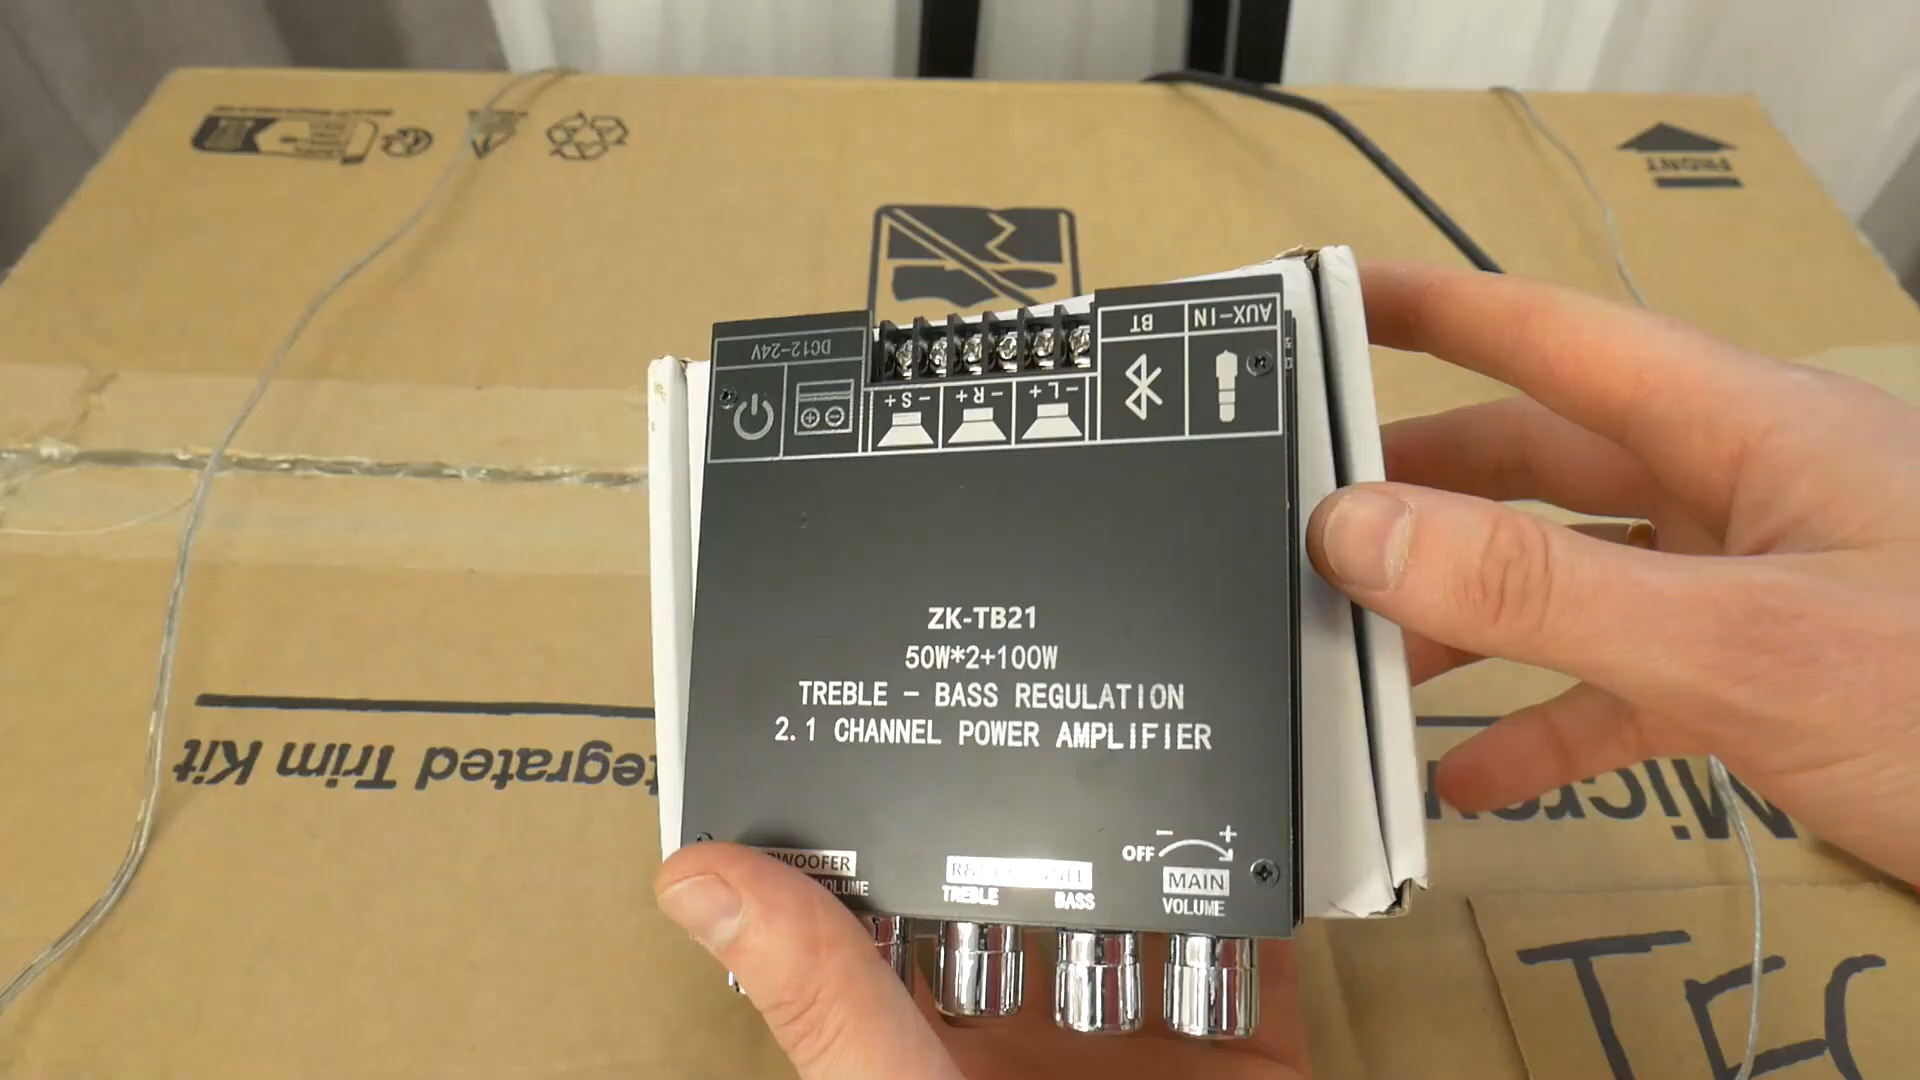 FRONT
AUX-IN
BT
DC12-24V
- S +
- R +
- L +
ZK-TB21
50W*2+100W
TREBLE - BASS REGULATION
2.1 CHANNEL POWER AMPLIFIER
OFF - +
MAIN
VOLUME
TREBLE
BASS
VOLUME
Trim Kit